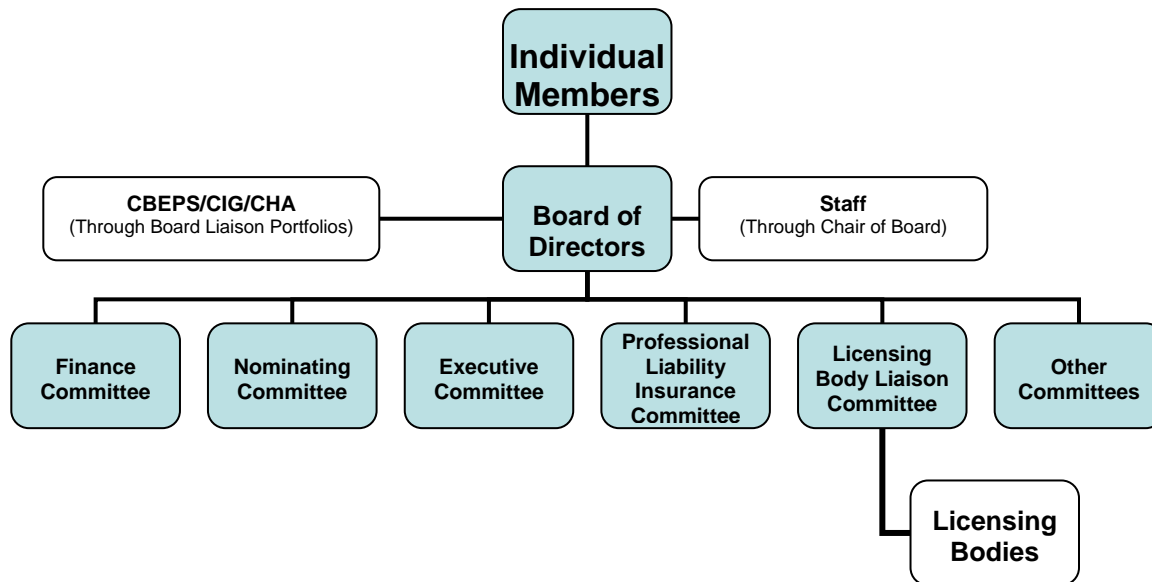 Individual
Members
CBEPS/CIG/CHA
(Through Board Liaison Portfolios)
Board of
Directors
Staff
(Through Chair of Board)
Finance
Committee
Nominating
Committee
Executive
Committee
Professional
Liability
Insurance
Committee
Licensing
Body Liaison
Committee
Other
Committees
Licensing
Bodies